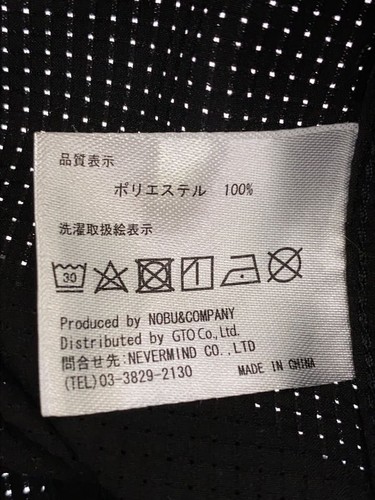 品質表示
ポリエステル 100%
洗濯取扱絵表示
30
Produced by NOBU&COMPANY
Distributed by GTO Co., Ltd.
問合せ先:NEVERMIND CO.,LTD
(TEL)03-3829-2130
MADE IN CHINA